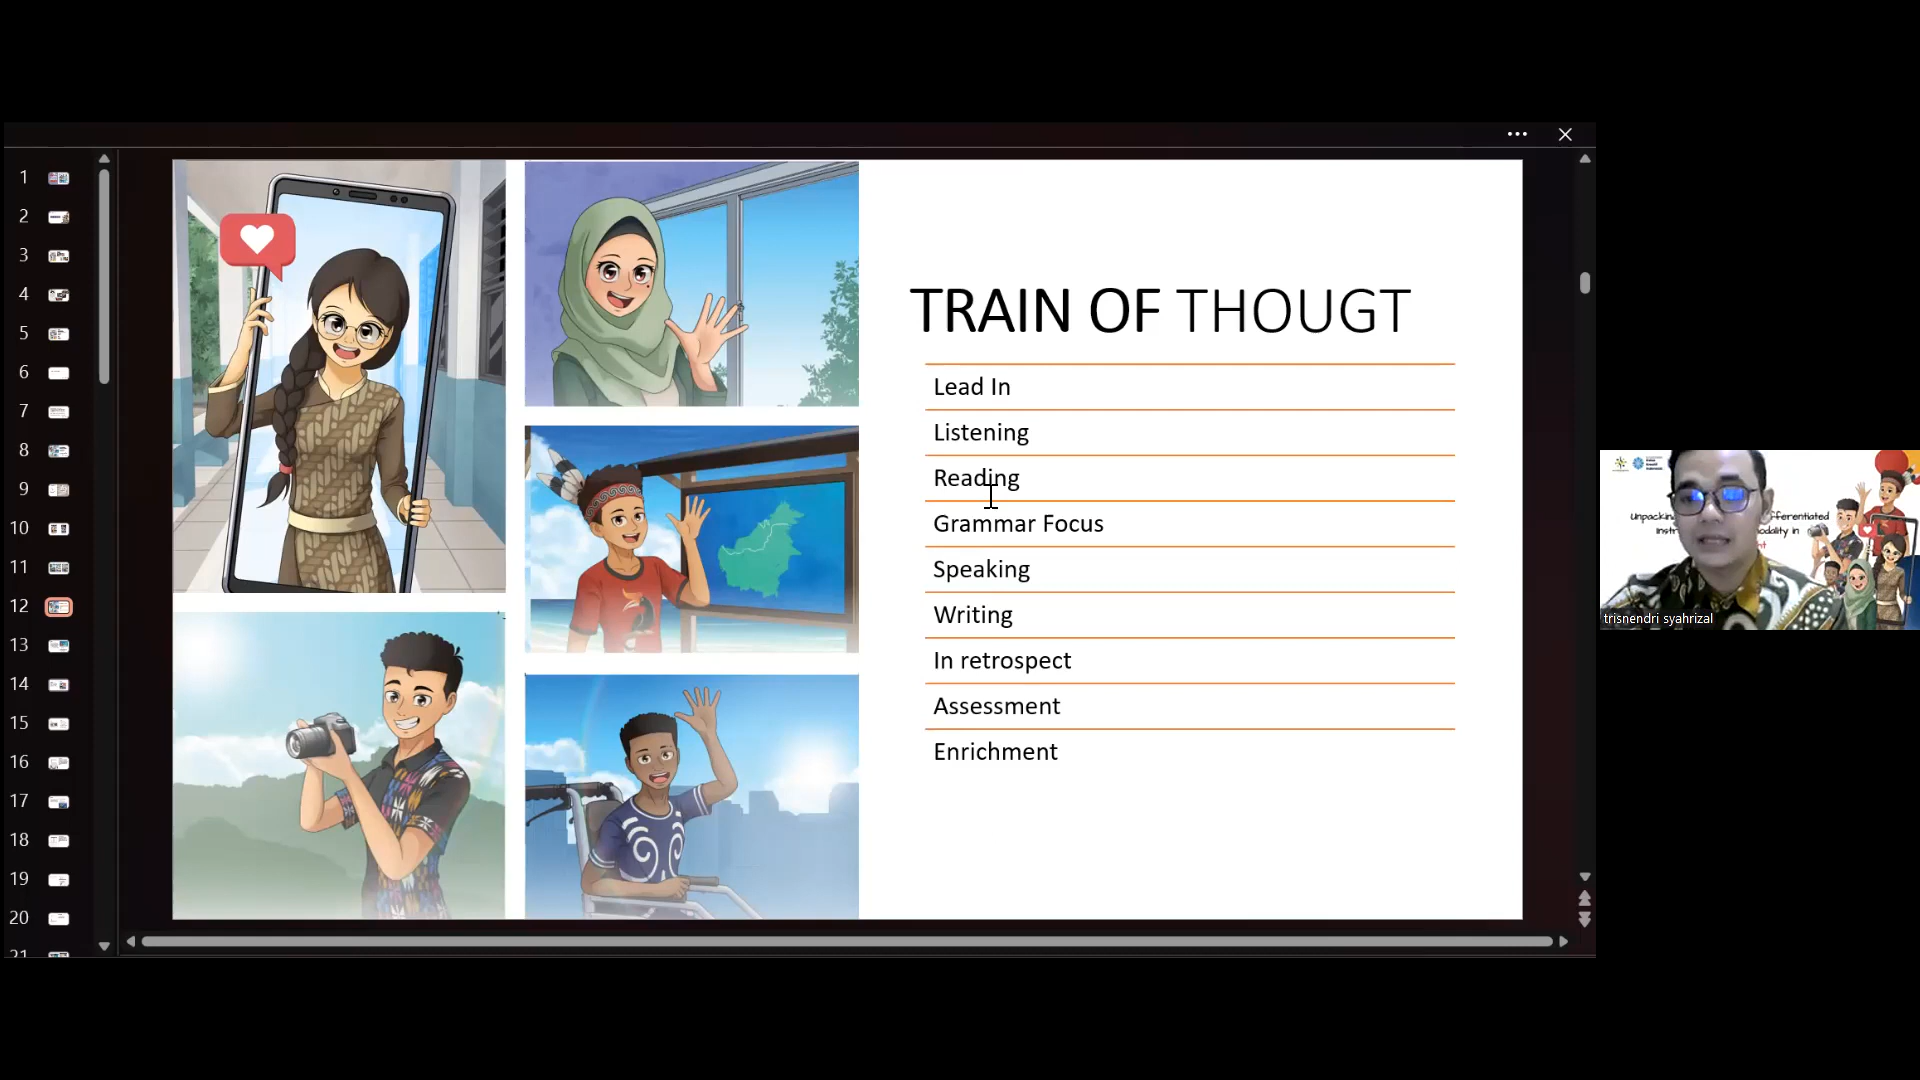 1
2
3
4
5
6
7
8
9
10
11
12
13
14
15
16
17
18
19
20
21
TRAIN OF THOUGT
Lead In
Listening
Reading
Grammar Focus
Speaking
Writing
In retrospect
Assessment
Enrichment
trisnendri syahrizal